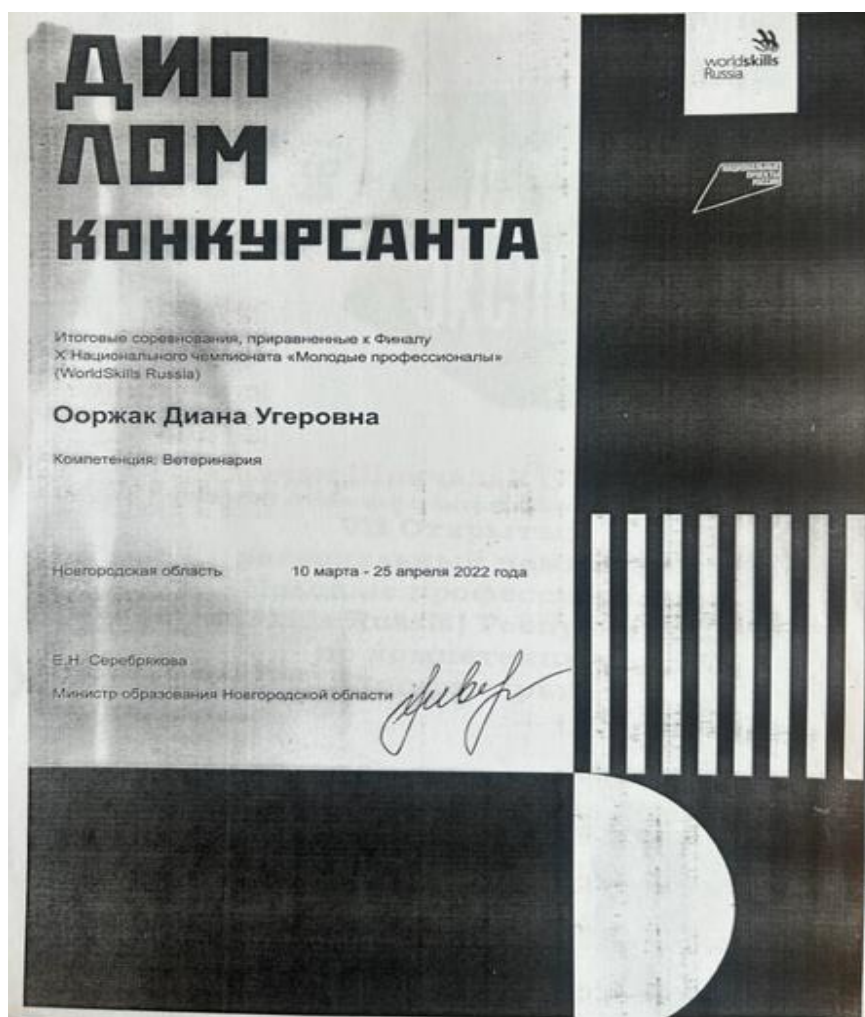 ДИП
ЛОМ
КОНКУРСАНТА
worldskills
Russia
НАЦИОНАЛЬНЫЕ
ПРОЕКТЫ
РОССИИ
Итоговые соревнования, приравненные к Финалу
X Национального чемпионата «Молодые профессионалы»
(WorldSkills Russia)
Ооржак Диана Угеровна
Компетенция: Ветеринария
Новгородская область 10 марта - 25 апреля 2022 года
Е.Н. Серебрякова
Министр образования Новгородской области